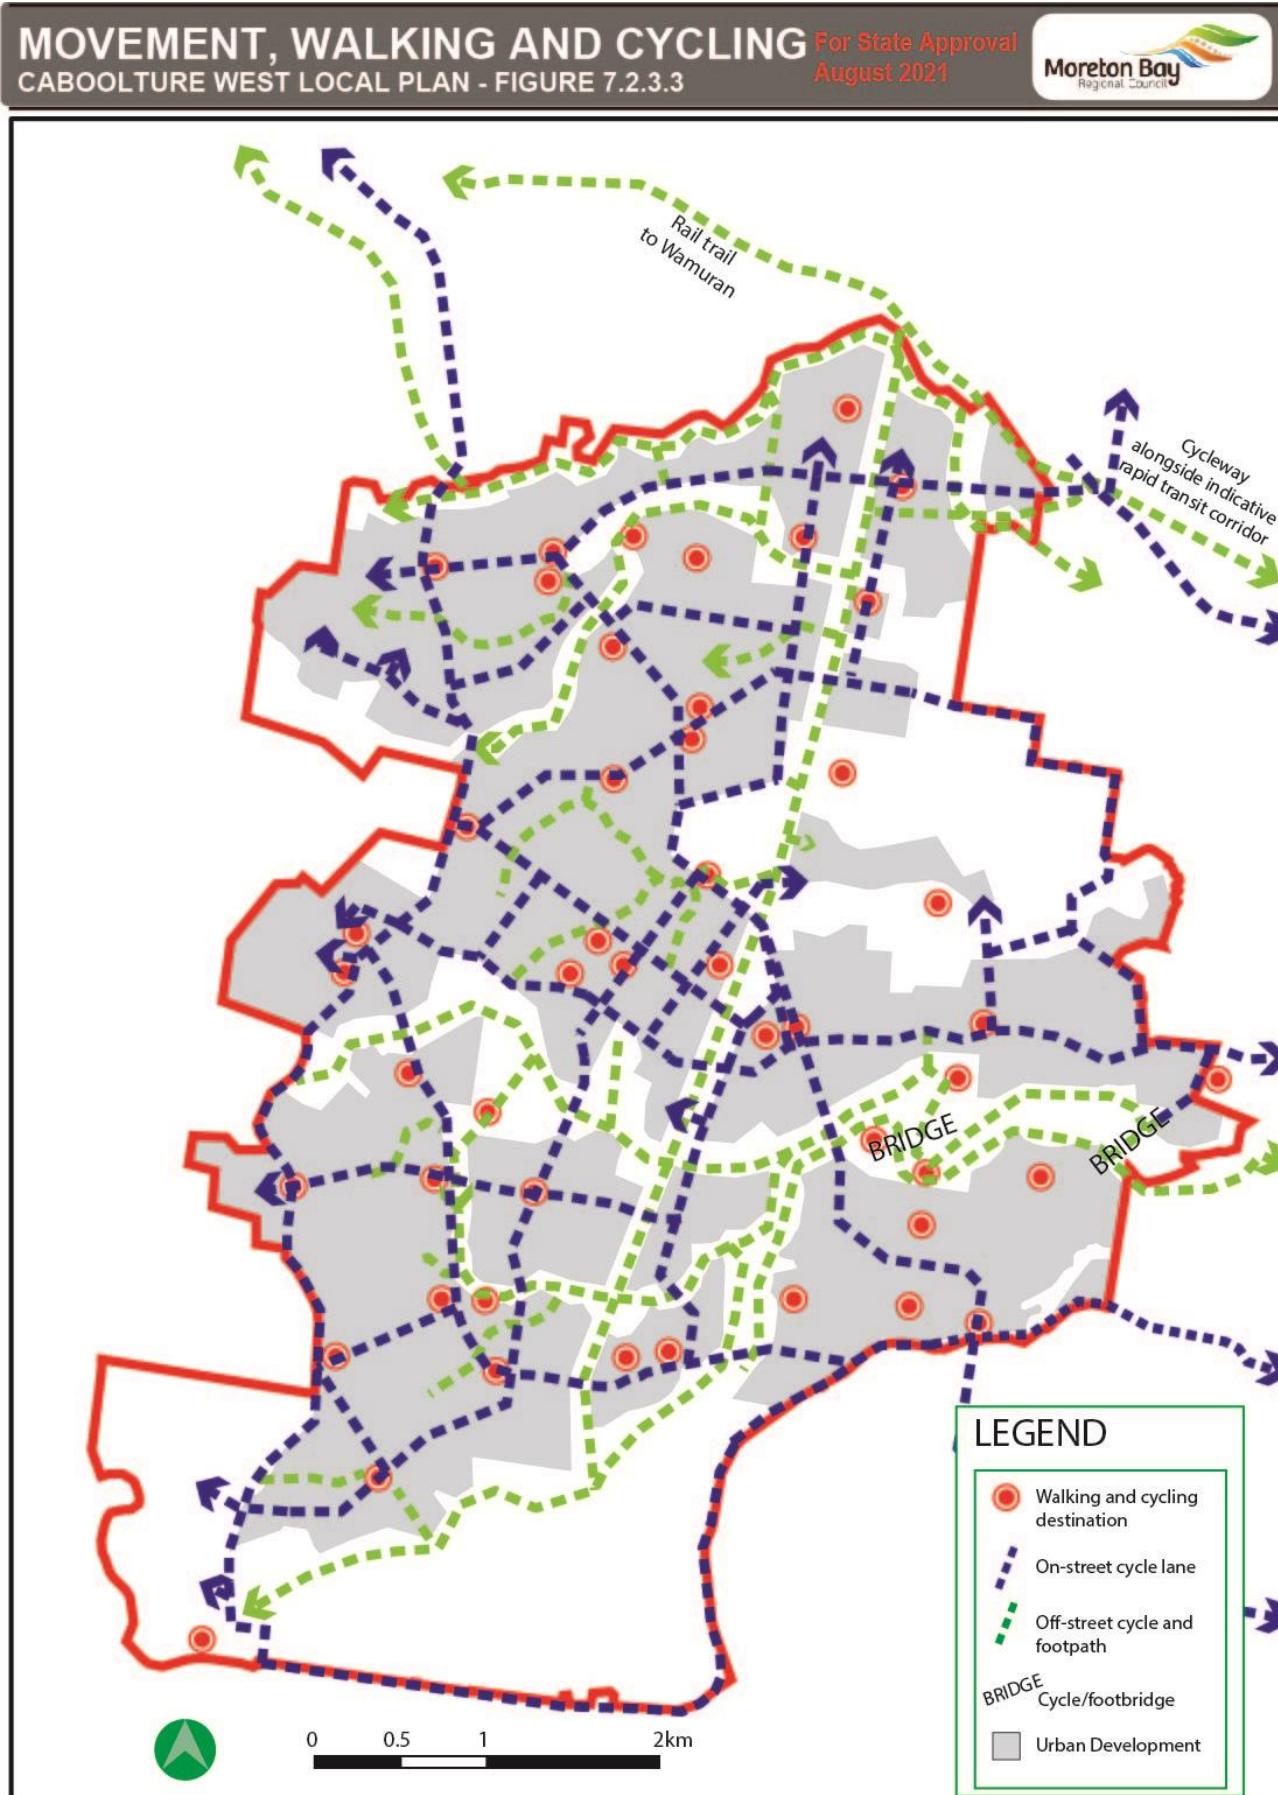 MOVEMENT, WALKING AND CYCLING
CABOOLTURE WEST LOCAL PLAN - FIGURE 7.2.3.3
For State Approval
August 2021
Moreton Bay
Regional Council
Rail trail
to Wamuran
Cycleway
alongside indicative
rapid transit corridor
BRIDGE
BRIDGE
LEGEND
Walking and cycling
destination
On-street cycle lane
Off-street cycle and
footpath
BRIDGE
Cycle/footbridge
Urban Development
0 0.5 1 2km